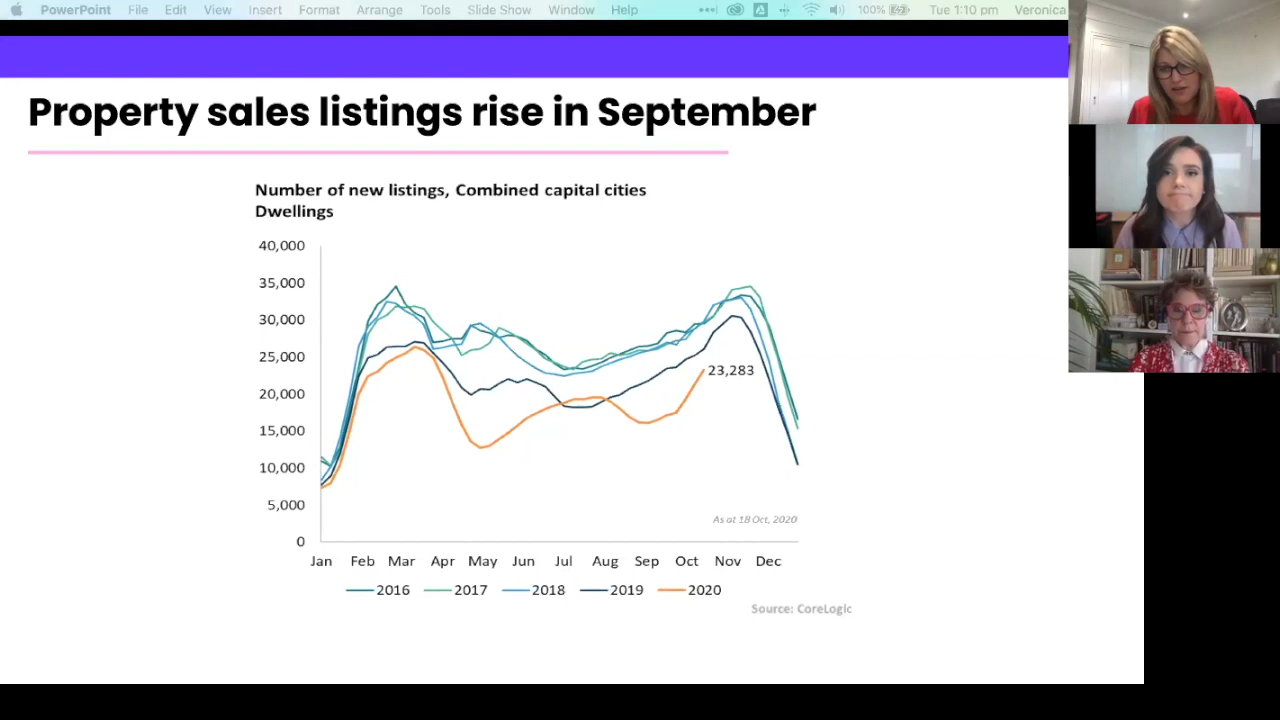 PowerPoint File Edit View Insert Format Arrange Tools Slide Show Window Help 100% Tue 1:10 pm Veronica
Property sales listings rise in September
Number of new listings, Combined capital cities
Dwellings
40,000
35,000
30,000
25,000
20,000
15,000
10,000
5,000
0
23,283
As at 18 Oct, 2020
Jan Feb Mar Apr May Jun Jul Aug Sep Oct Nov Dec
2016 2017 2018 2019 2020
Source: CoreLogic